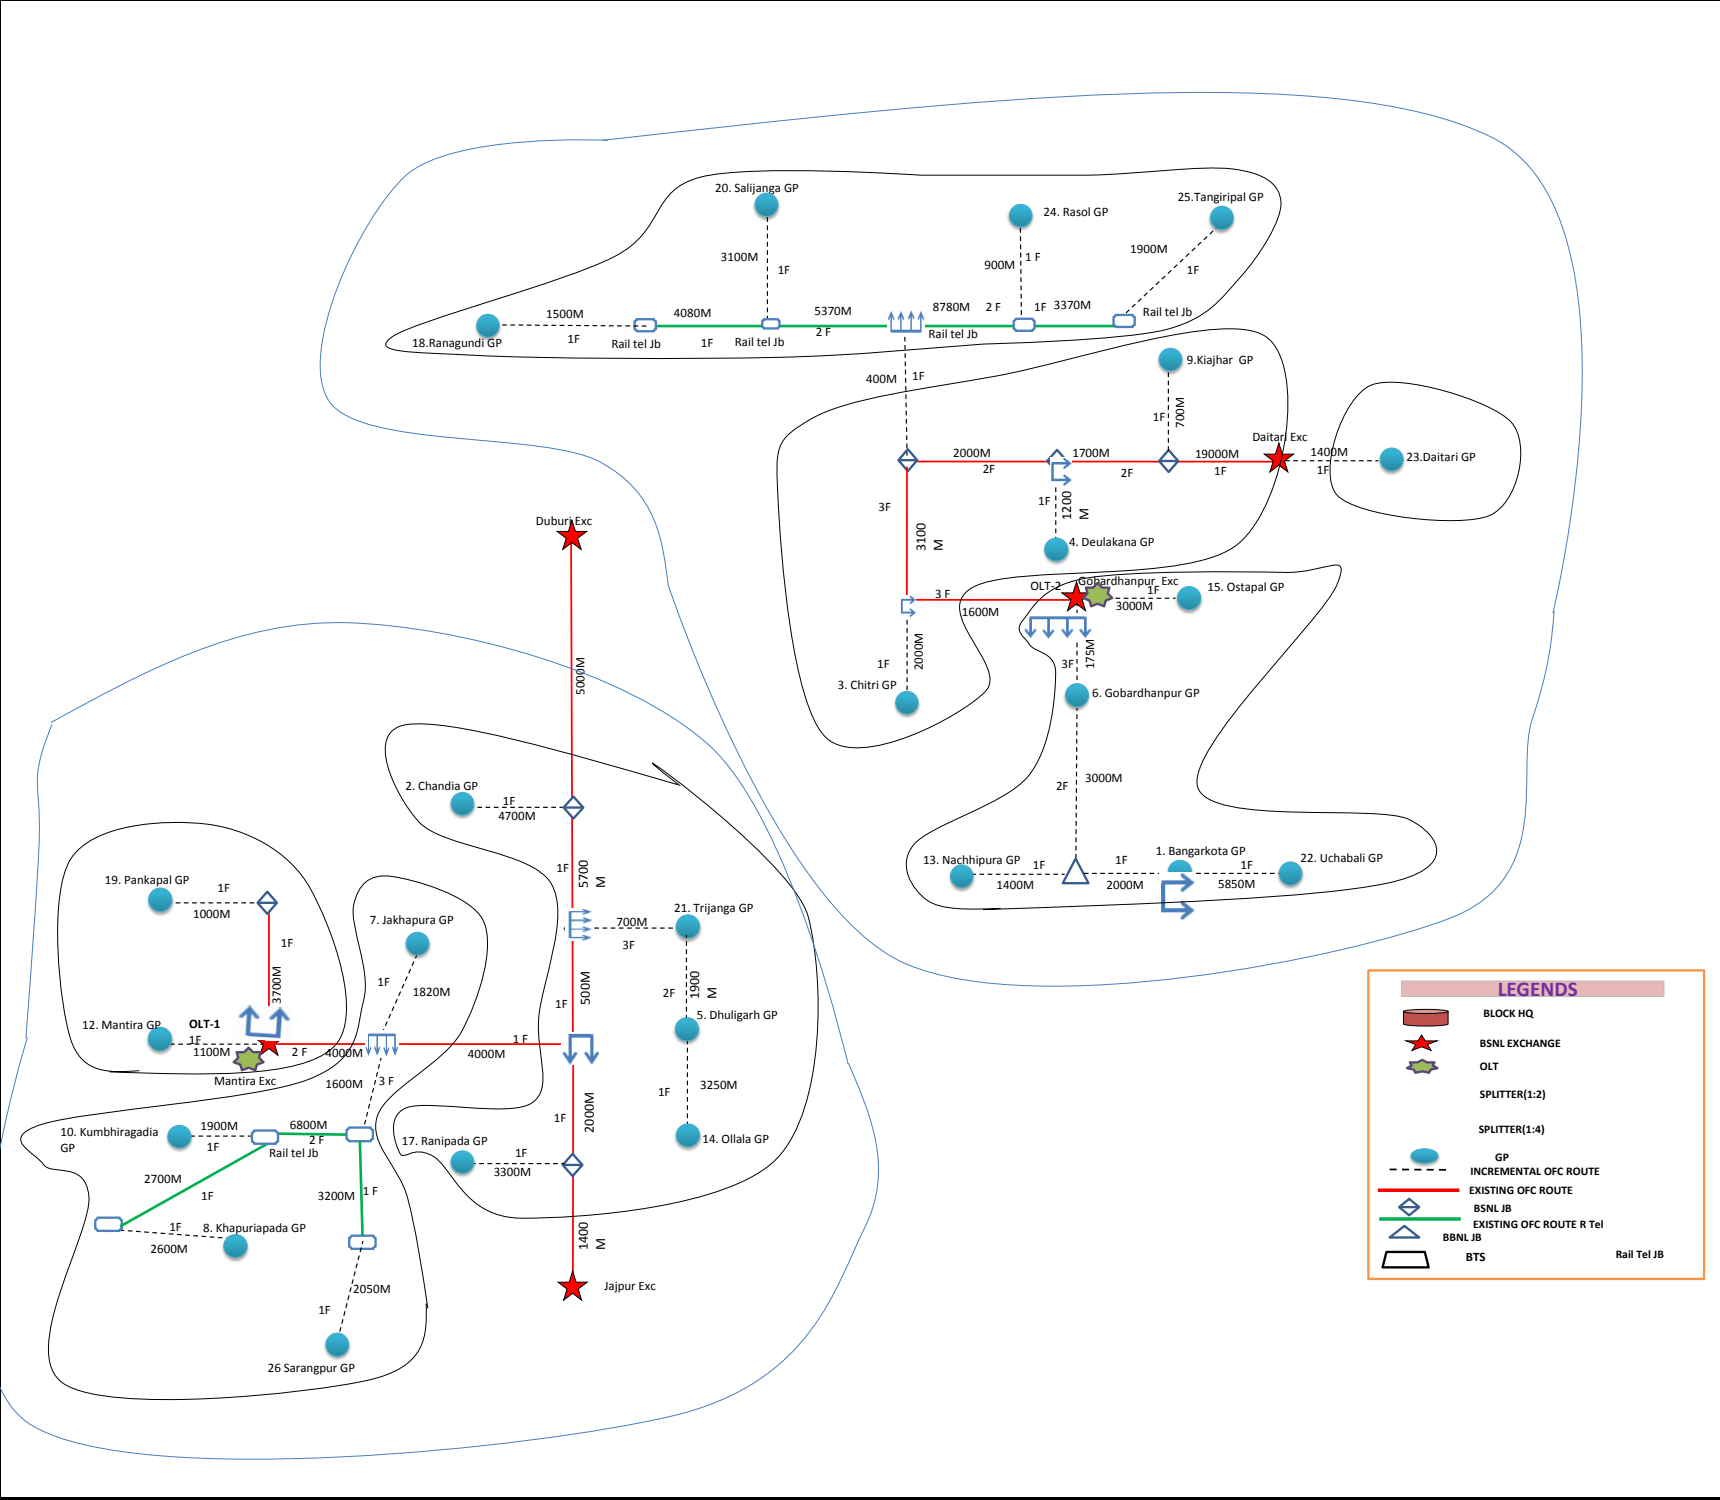 20. Salijanga GP
24. Rasol GP
25.Tangiripal GP
3100M
1F
900M
1 F
1900M
1F
1500M
1F
4080M
1F
5370M
2 F
8780M
2 F
1F
3370M
Rail tel Jb
Rail tel Jb
Rail tel Jb
Rail tel Jb
18.Ranagundi GP
400M
1F
9.Kiajhar GP
1F
700M
Daitari Exc
2000M
2F
1700M
2F
19000M
1F
1400M
1F
23.Daitari GP
3F
3100
M
1F
1200
M
4. Deulakana GP
Duburi Exc
OLT-2
Gobardhanpur Exc
1F
3000M
15. Ostapal GP
3 F
1600M
1F
2000M
3. Chitri GP
3F
175M
6. Gobardhanpur GP
5000M
2F
3000M
2. Chandia GP
1F
4700M
13. Nachhipura GP
1F
1400M
1F
2000M
1. Bangarkota GP
1F
5850M
22. Uchabali GP
1F
5700
M
19. Pankapal GP
1F
1000M
7. Jakhapura GP
21. Trijanga GP
700M
3F
1F
3700M
1F
1820M
1F
500M
2F
1900
M
5. Dhuligarh GP
12. Mantira GP
OLT-1
1F
1100M
2 F
4000M
4000M
1 F
Mantira Exc
1600M
3 F
3250M
1F
14. Ollala GP
10. Kumbhiragadia
GP
1900M
1F
6800M
2 F
Rail tel Jb
17. Ranipada GP
1F
3300M
1F
2000M
2700M
1F
3200M
1 F
1F
2600M
8. Khapuriapada GP
1400
M
2050M
1F
26 Sarangpur GP
Jajpur Exc
LEGENDS
BLOCK HQ
BSNL EXCHANGE
OLT
SPLITTER(1:2)
SPLITTER(1:4)
GP
INCREMENTAL OFC ROUTE
EXISTING OFC ROUTE
BSNL JB
EXISTING OFC ROUTE R Tel
BBNL JB
BTS
Rail Tel JB